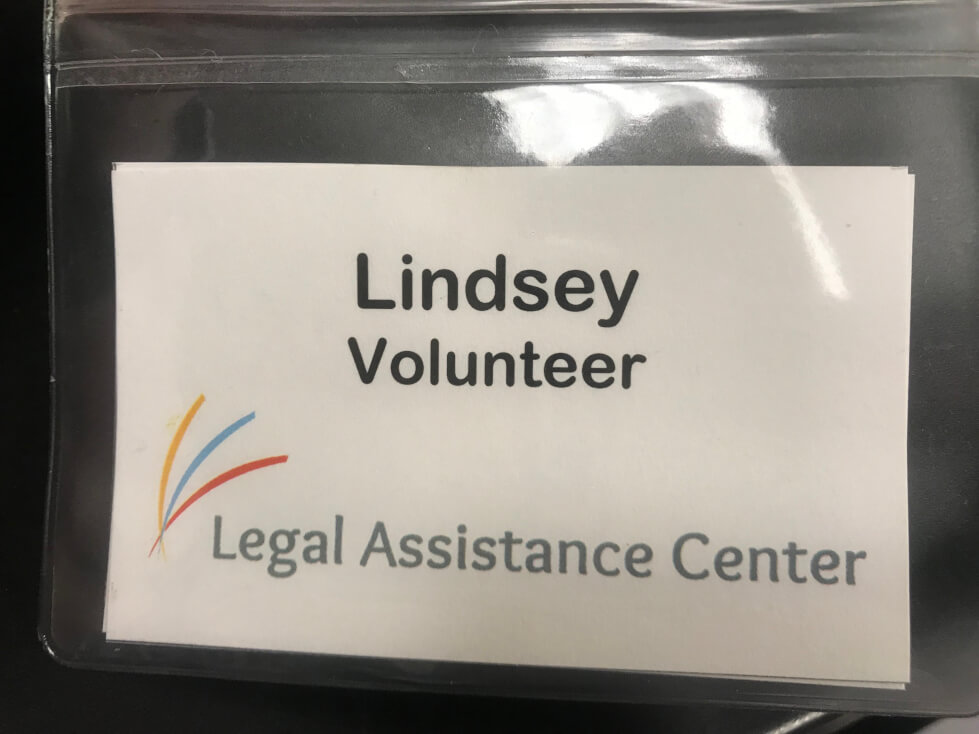 Lindsey
Volunteer
Legal Assistance Center